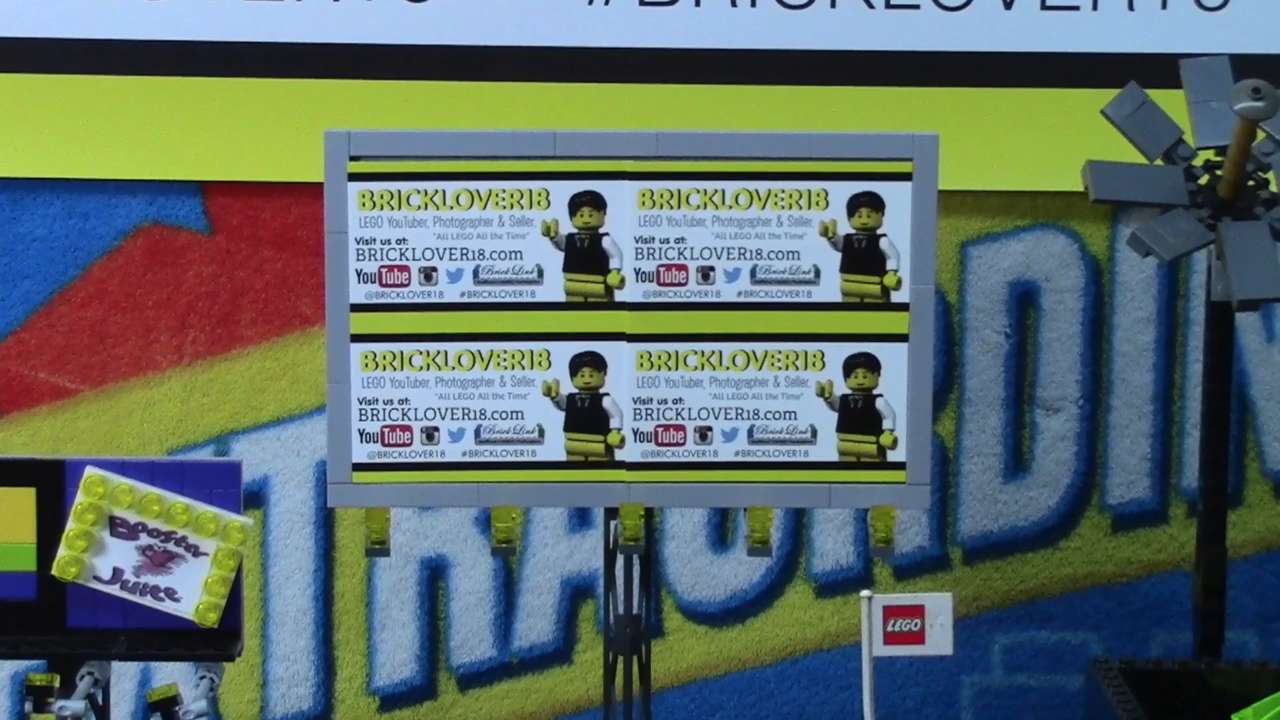 #BRICKLOVER18
BRICKLOVER18
LEGO YouTuber, Photographer & Seller.
"All LEGO All the Time"
Visit us at:
BRICKLOVER18.com
YouTube BrickLink
@BRICKLOVER18 #BRICKLOVER18
BRICKLOVER18
LEGO YouTuber, Photographer & Seller.
"All LEGO All the Time"
Visit us at:
BRICKLOVER18.com
YouTube BrickLink
@BRICKLOVER18 #BRICKLOVER18
BRICKLOVER18
LEGO YouTuber, Photographer & Seller.
"All LEGO All the Time"
Visit us at:
BRICKLOVER18.com
YouTube BrickLink
@BRICKLOVER18 #BRICKLOVER18
BRICKLOVER18
LEGO YouTuber, Photographer & Seller.
"All LEGO All the Time"
Visit us at:
BRICKLOVER18.com
YouTube BrickLink
@BRICKLOVER18 #BRICKLOVER18
TRAORDIN
Booster
Juice
LEGO